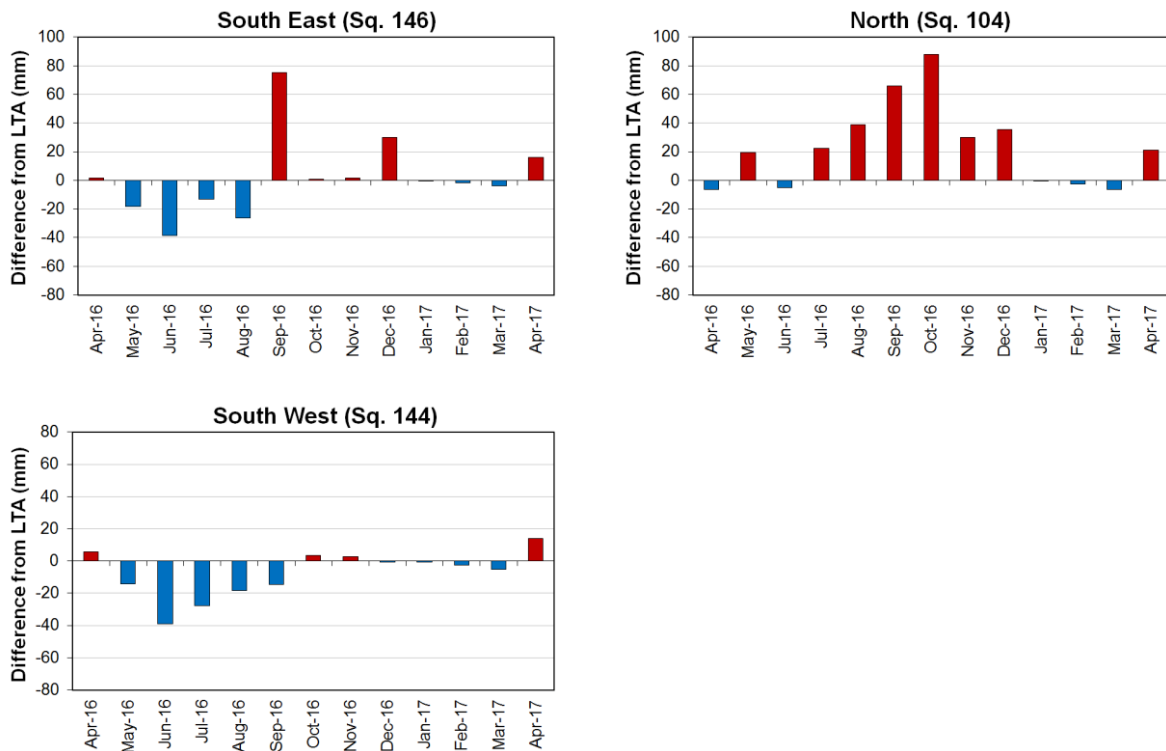 South East (Sq. 146)
Difference from LTA (mm)
100
80
60
40
20
0
-20
-40
-60
-80
Apr-16
May-16
Jun-16
Jul-16
Aug-16
Sep-16
Oct-16
Nov-16
Dec-16
Jan-17
Feb-17
Mar-17
Apr-17
North (Sq. 104)
Difference from LTA (mm)
100
80
60
40
20
0
-20
-40
-60
-80
Apr-16
May-16
Jun-16
Jul-16
Aug-16
Sep-16
Oct-16
Nov-16
Dec-16
Jan-17
Feb-17
Mar-17
Apr-17
South West (Sq. 144)
Difference from LTA (mm)
80
60
40
20
0
-20
-40
-60
-80
Apr-16
May-16
Jun-16
Jul-16
Aug-16
Sep-16
Oct-16
Nov-16
Dec-16
Jan-17
Feb-17
Mar-17
Apr-17